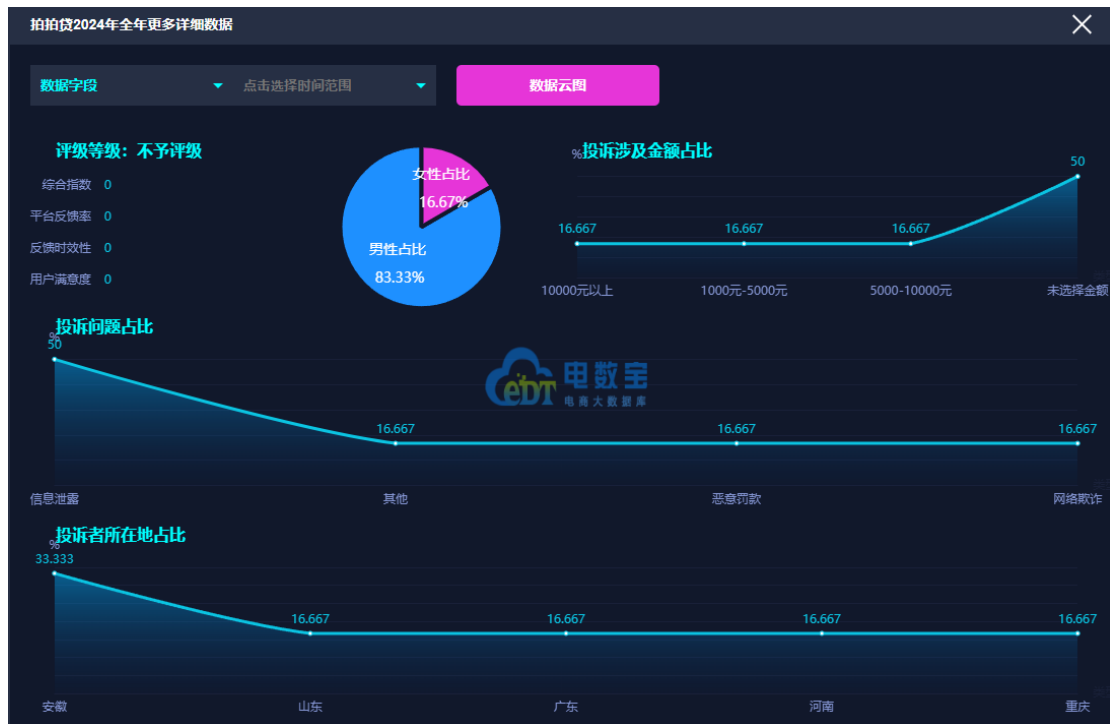 拍拍贷2024年全年更多详细数据
数据字段
点击选择时间范围
数据云图
评级等级：不予评级
综合指数 0
平台反馈率 0
反馈时效性 0
用户满意度 0
女性占比
16.67%
男性占比
83.33%
%
投诉涉及金额占比
16.667
16.667
16.667
50
10000元以上
1000元-5000元
5000-10000元
未选择金额
投诉问题占比
%
50
16.667
16.667
16.667
信息泄露
其他
恶意罚款
网络欺诈
eDT
电数宝
电商大数据库
投诉者所在地占比
%
33.333
16.667
16.667
16.667
16.667
安徽
山东
广东
河南
重庆